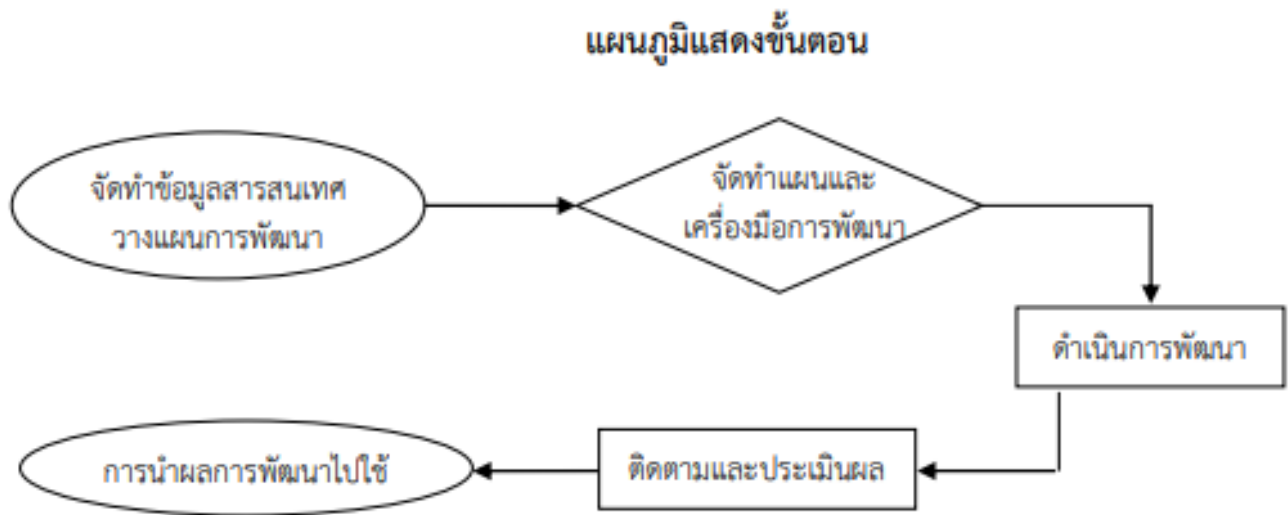 แผนภูมิแสดงขั้นตอน
จัดทำข้อมูลสารสนเทศ
วางแผนการพัฒนา
จัดทำแผนและ
เครื่องมือการพัฒนา
ดำเนินการพัฒนา
ติดตามและประเมินผล
การนำผลการพัฒนาไปใช้